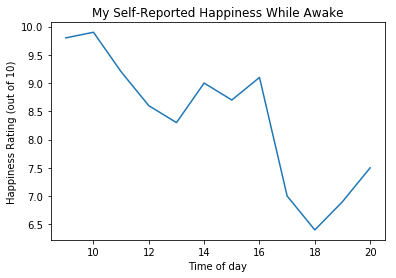 My Self-Reported Happiness While Awake
10.0
9.5
9.0
8.5
8.0
7.5
7.0
6.5
Happiness Rating (out of 10)
10 12 14 16 18 20
Time of day